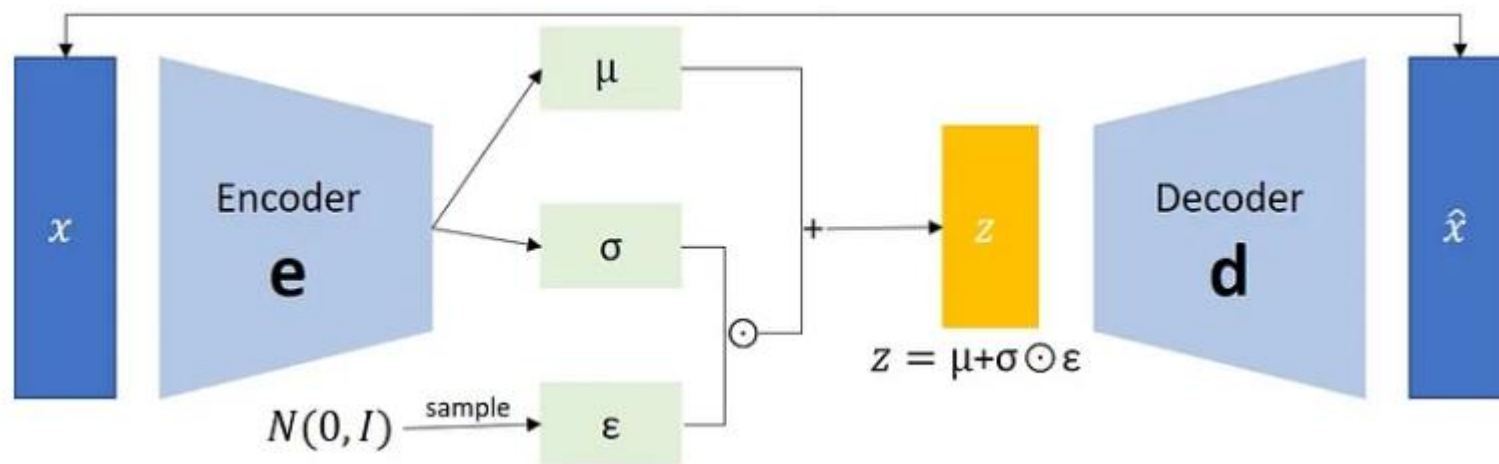 x
Encoder
e
μ
σ
N(0, I)
sample
ε
⊙
+
z
z = μ+σ⊙ε
Decoder
d
x̂